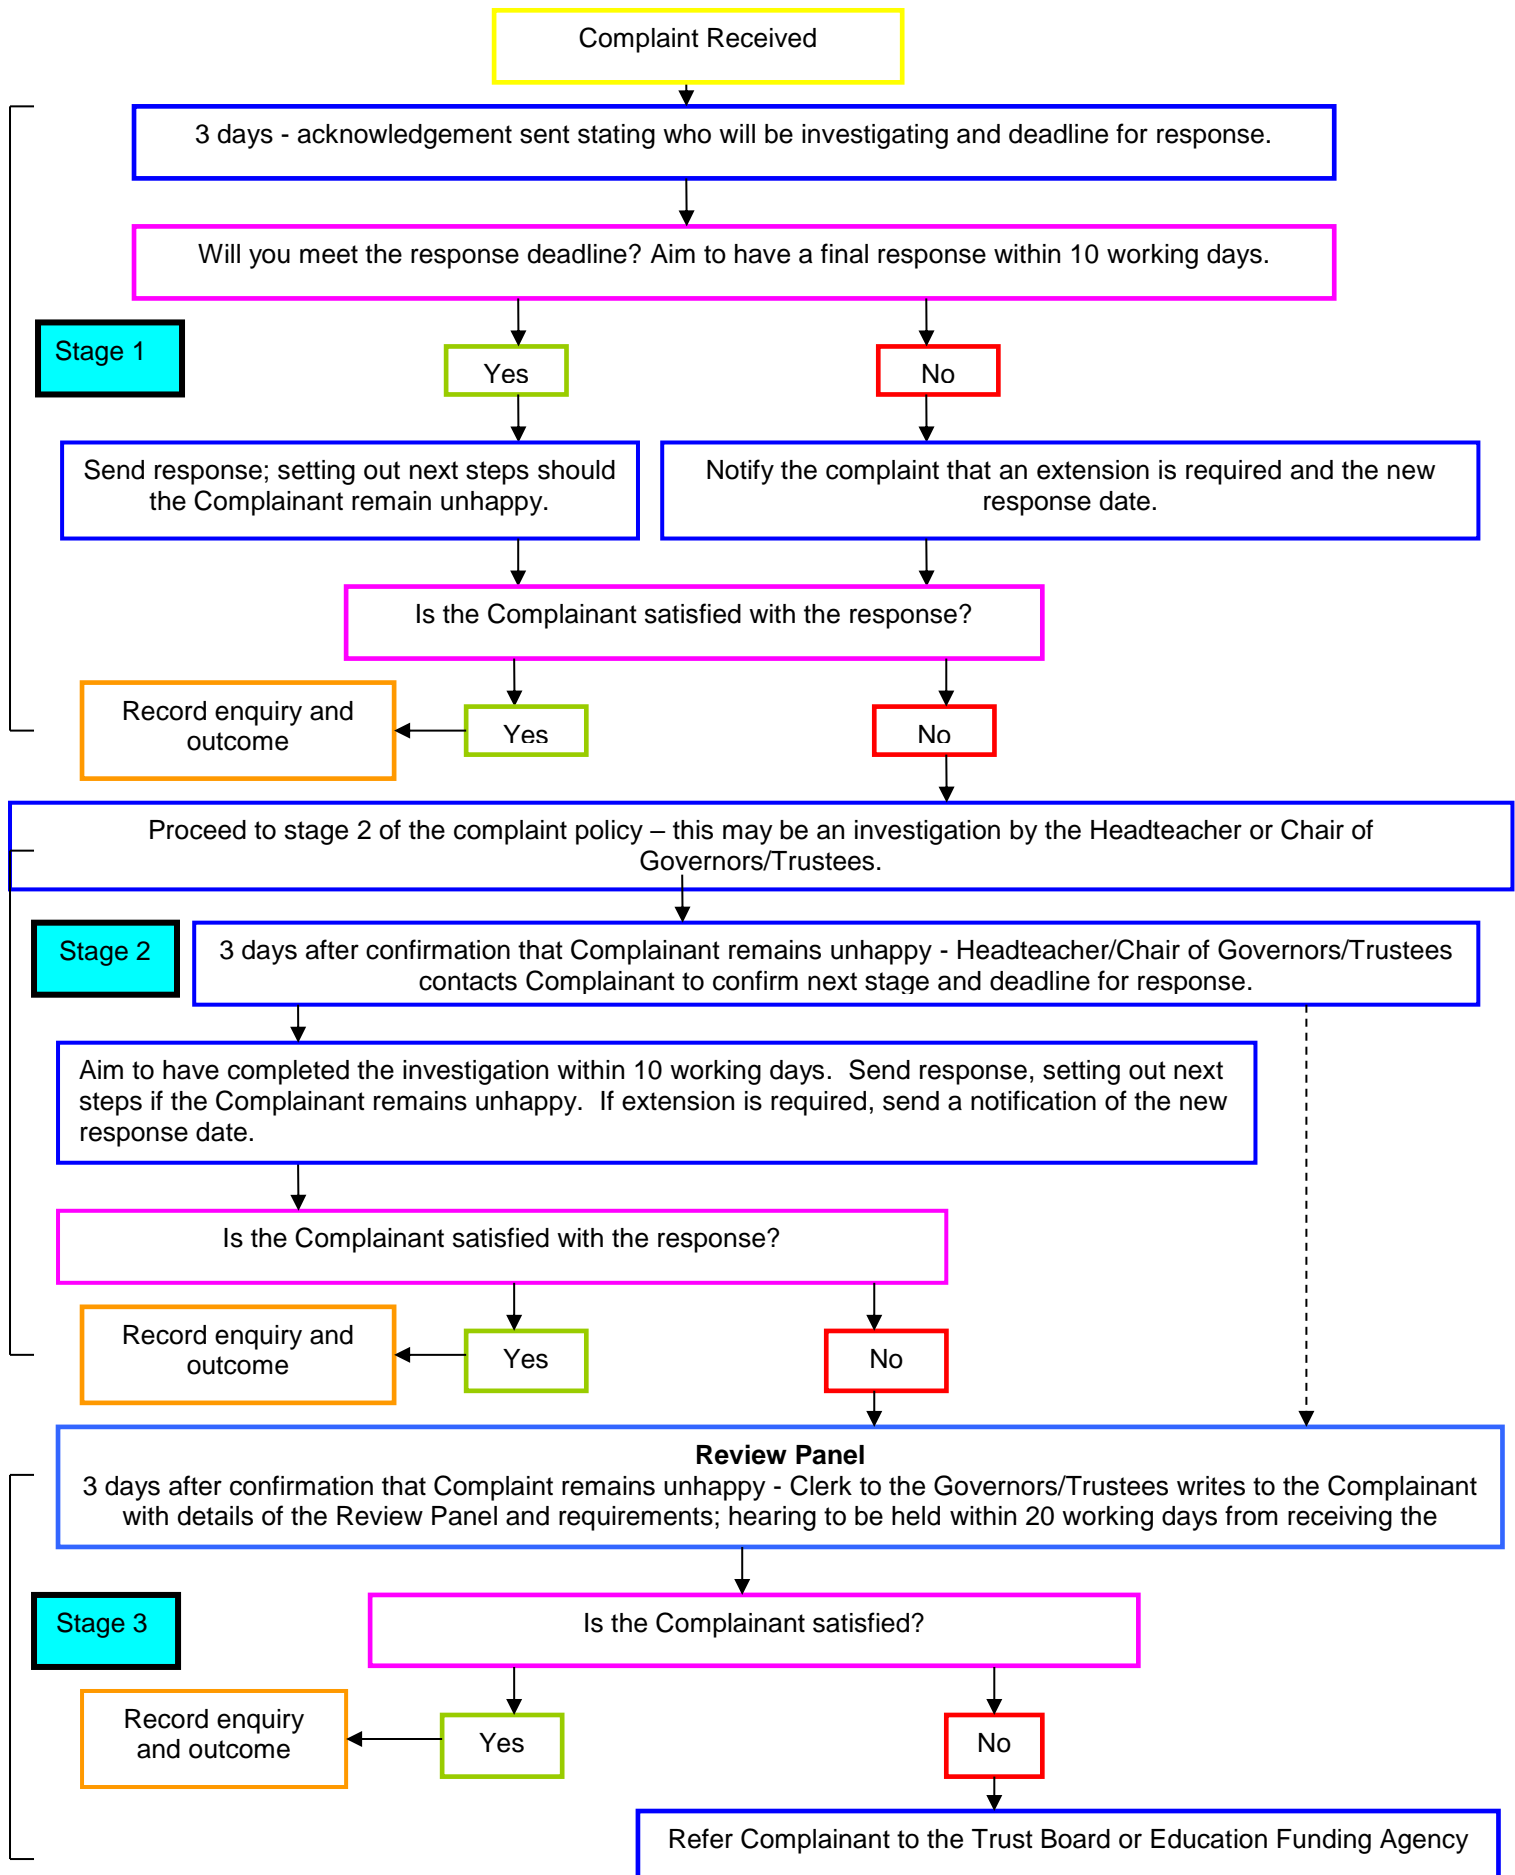 Complaint Received
3 days - acknowledgement sent stating who will be investigating and deadline for response.
Will you meet the response deadline? Aim to have a final response within 10 working days.
Stage 1
Yes
No
Send response; setting out next steps should
the Complainant remain unhappy.
Notify the complaint that an extension is required and the new
response date.
Is the Complainant satisfied with the response?
Record enquiry and
outcome
Yes
No
Proceed to stage 2 of the complaint policy – this may be an investigation by the Headteacher or Chair of
Governors/Trustees.
Stage 2
3 days after confirmation that Complainant remains unhappy - Headteacher/Chair of Governors/Trustees
contacts Complainant to confirm next stage and deadline for response.
Aim to have completed the investigation within 10 working days.  Send response, setting out next
steps if the Complainant remains unhappy.  If extension is required, send a notification of the new
response date.
Is the Complainant satisfied with the response?
Record enquiry and
outcome
Yes
No
Review Panel
3 days after confirmation that Complaint remains unhappy - Clerk to the Governors/Trustees writes to the Complainant
with details of the Review Panel and requirements; hearing to be held within 20 working days from receiving the
Stage 3
Is the Complainant satisfied?
Record enquiry
and outcome
Yes
No
Refer Complainant to the Trust Board or Education Funding Agency